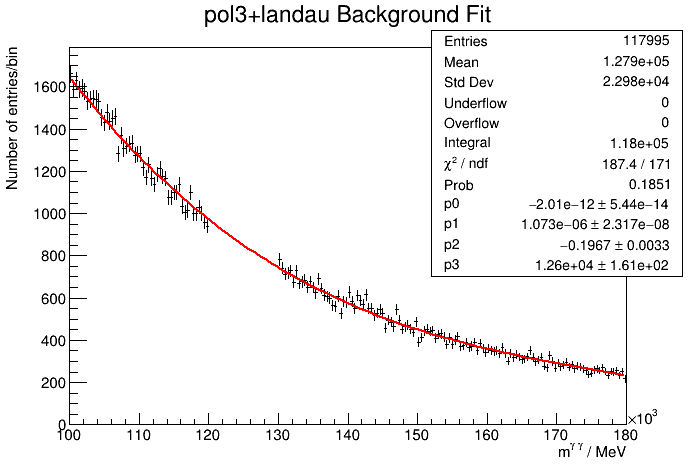 pol3+landau Background Fit
Number of entries/bin
Entries 117995
Mean 1.279e+05
Std Dev 2.298e+04
Underflow 0
Overflow 0
Integral 1.18e+05
χ² / ndf 187.4 / 171
Prob 0.1851
p0 −2.01e−12 ± 5.44e−14
p1 1.073e−06 ± 2.317e−08
p2 −0.1967 ± 0.0033
p3 1.26e+04 ± 1.61e+02
1600
1400
1200
1000
800
600
400
200
0
100 110 120 130 140 150 160 170 180
×10³
m^γγ / MeV